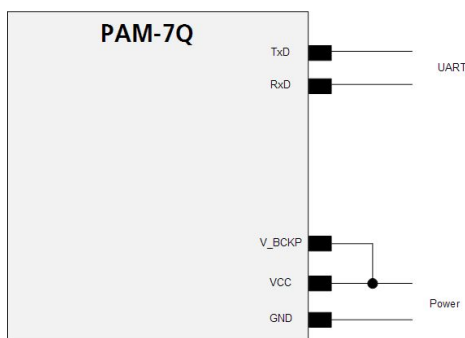 PAM-7Q
TxD
UART
RxD
V_BCKP
VCC
Power
GND